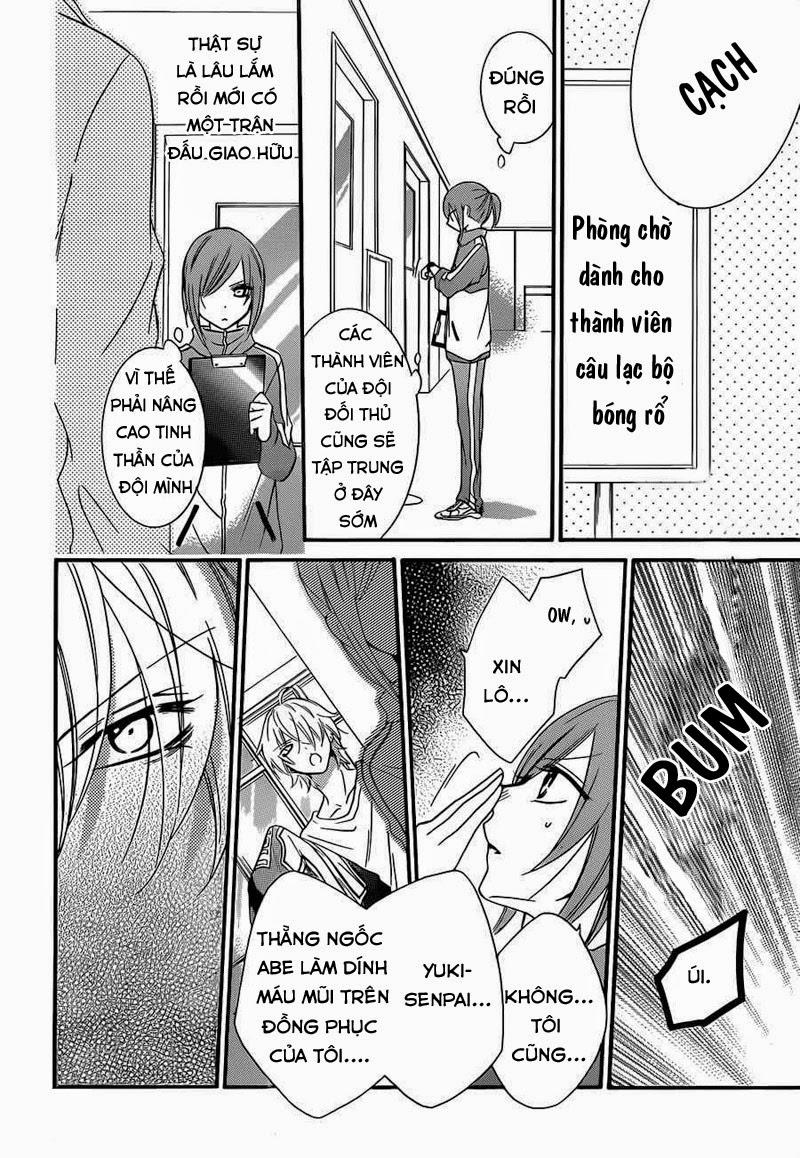 CẠCH
Phòng chờ
dành cho
thành viên
câu lạc bộ
bóng rổ
ĐÚNG
RỒI
CÁC
THÀNH VIÊN
CỦA ĐỘI
ĐỐI THỦ
CŨNG SẼ
TẬP TRUNG
Ở ĐÂY
SỚM
THẬT SỰ
LÀ LÂU LẮM
RỒI MỚI CÓ
MỘT TRẬN
ĐẤU GIAO HỮU
VÌ THẾ
PHẢI NÂNG
CAO TINH
THẦN CỦA
ĐỘI MÌNH
BUM
ÚI.
OW,
XIN
LÔ...
KHÔNG...
TÔI
CŨNG...
YUKI-
SENPAI...
THẰNG NGỐC
ABE LÀM DÍNH
MÁU MŨI TRÊN
ĐỒNG PHỤC
CỦA TÔI....